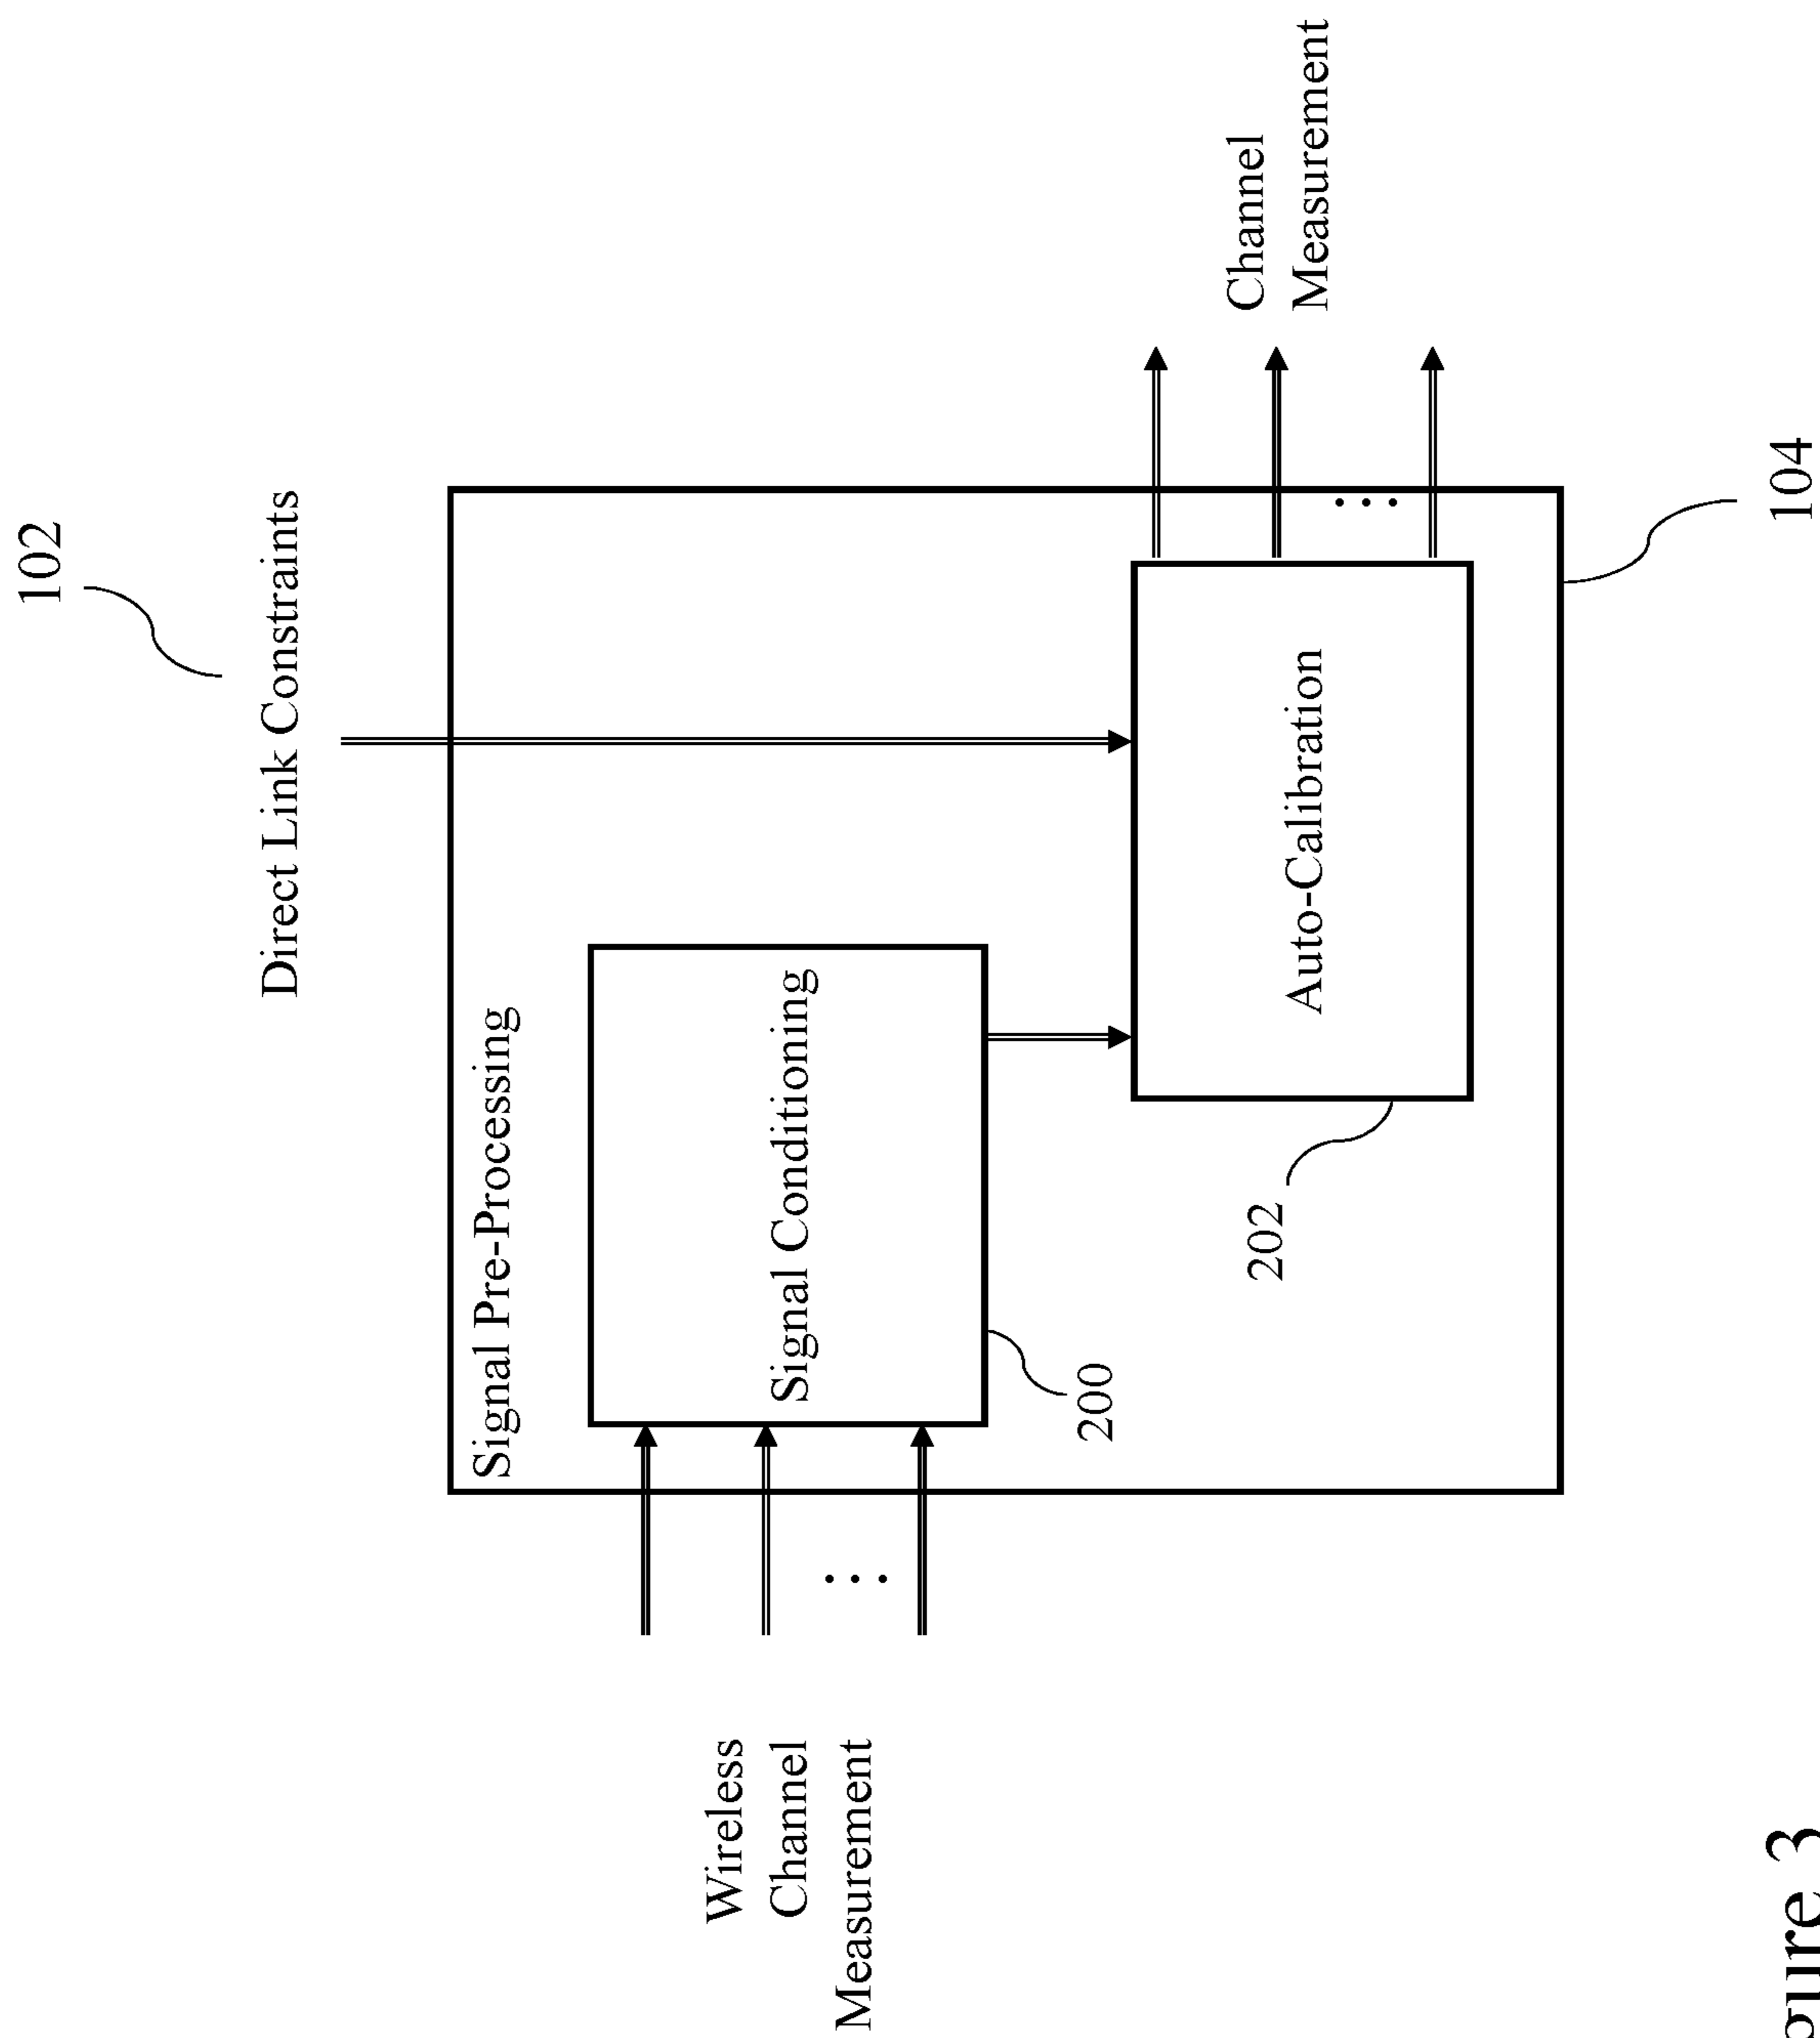 102
Direct Link Constraints
Signal Pre-Processing
Wireless
Channel
Measurement
Signal Conditioning
200
Channel
Measurement
202
Auto-Calibration
104
3